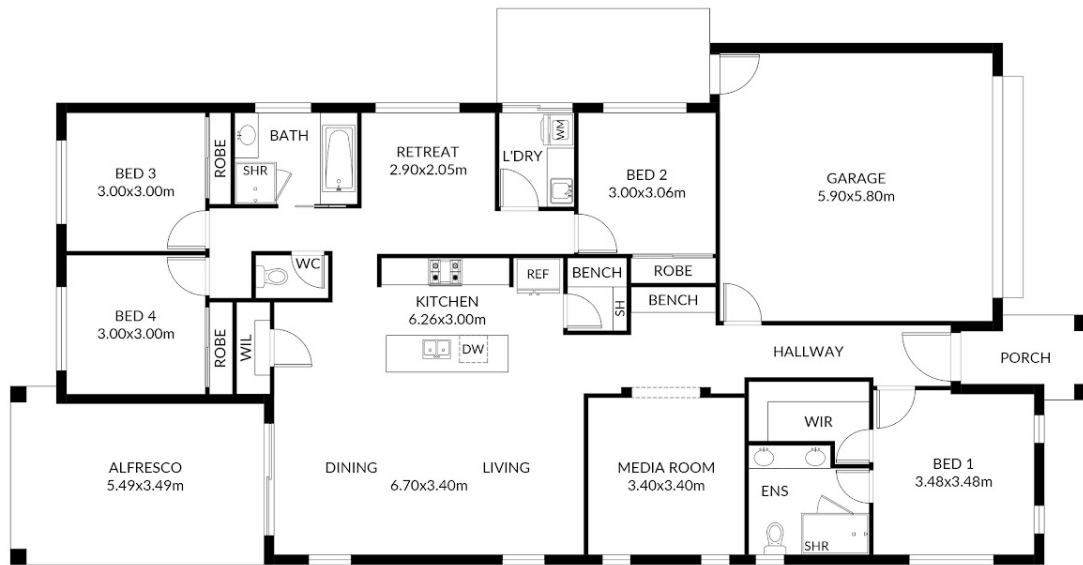 BATH
WM
BED 3
3.00x3.00m
ROBE
SHR
RETREAT
2.90x2.05m
L'DRY
BED 2
3.00x3.06m
GARAGE
5.90x5.80m
WC
REF
BENCH
ROBE
SH
BENCH
KITCHEN
6.26x3.00m
BED 4
3.00x3.00m
ROBE
WIL
DW
HALLWAY
PORCH
WIR
ALFRESCO
5.49x3.49m
DINING
LIVING
6.70x3.40m
MEDIA ROOM
3.40x3.40m
BED 1
3.48x3.48m
ENS
SHR